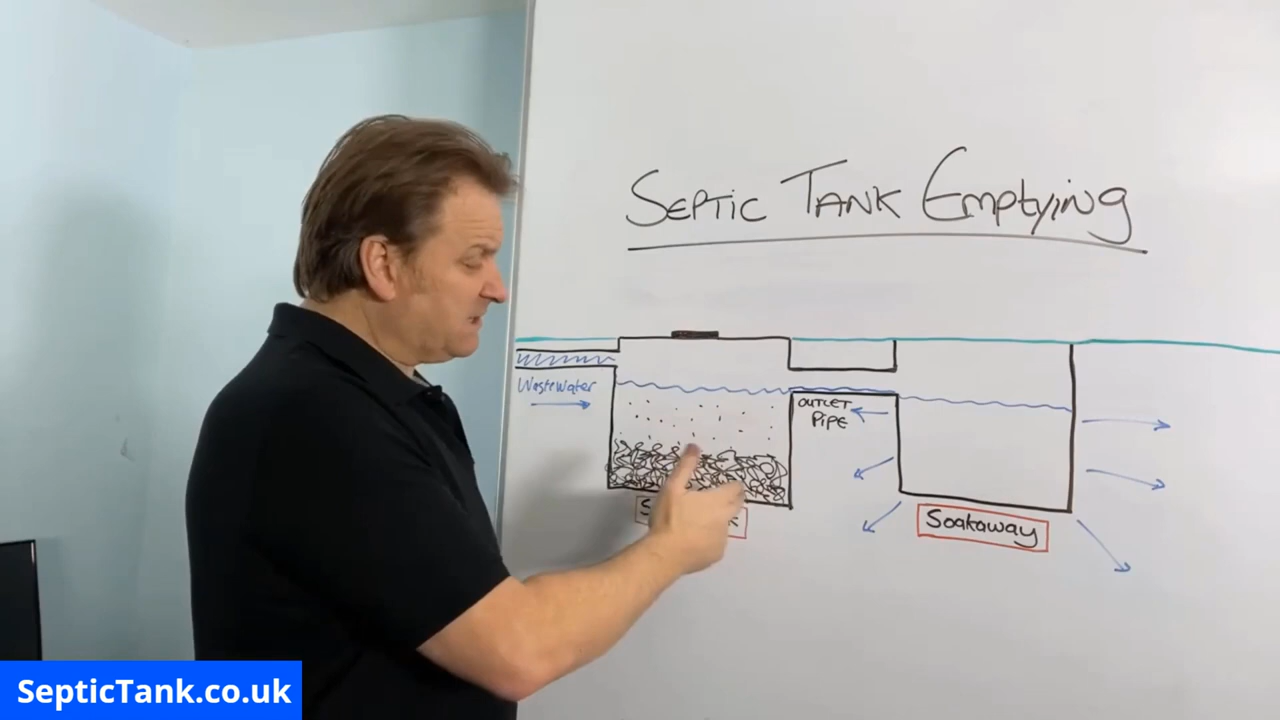 SEPTIC TANK Emptying
Wastewater
OUTLET
PiPE
Soakaway
SepticTank.co.uk